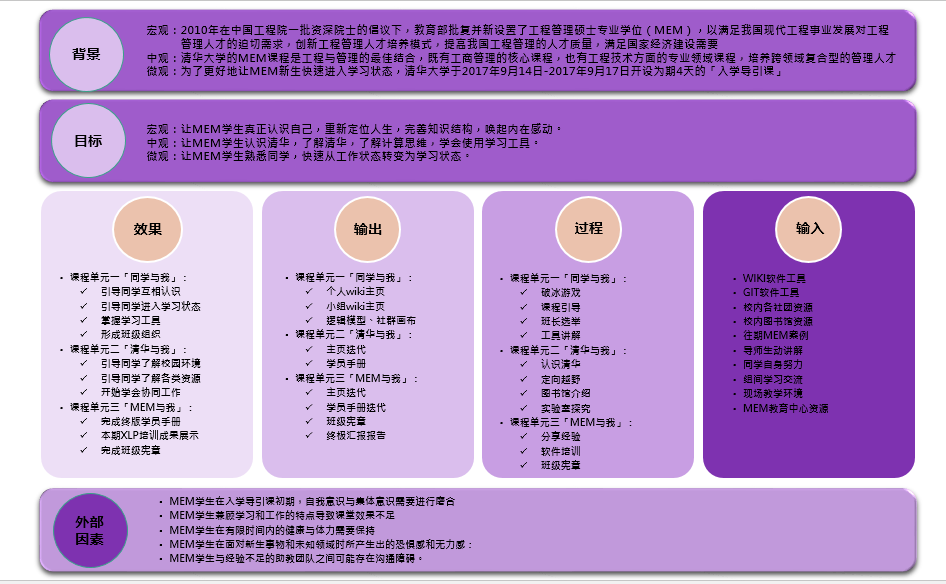 背景
宏观：2010年在中国工程院一批资深院士的倡议下，教育部批复并新设置了工程管理硕士专业学位（MEM），以满足我国现代工程事业发展对工程
管理人才的迫切需求，创新工程管理人才培养模式，提高我国工程管理的人才质量，满足国家经济建设需要
中观：清华大学的MEM课程是工程与管理的最佳结合，既有工商管理的核心课程，也有工程技术方面的专业领域课程，培养跨领域复合型的管理人才
微观：为了更好地让MEM新生快速进入学习状态，清华大学于2017年9月14日-2017年9月17日开设为期4天的「入学导引课」
目标
宏观：让MEM学生真正认识自己，重新定位人生，完善知识结构，唤起内在感动。
中观：让MEM学生认识清华，了解清华，了解计算思维，学会使用学习工具。
微观：让MEM学生熟悉同学，快速从工作状态转变为学习状态。
效果
• 课程单元一「同学与我」：
✓ 引导同学互相认识
✓ 引导同学进入学习状态
✓ 掌握学习工具
✓ 形成班级组织
• 课程单元二「清华与我」：
✓ 引导同学了解校园环境
✓ 引导同学了解各类资源
✓ 开始学会协同工作
• 课程单元三「MEM与我」：
✓ 完成终版学员手册
✓ 本期XLP培训成果展示
✓ 完成班级宪章
输出
• 课程单元一「同学与我」：
✓ 个人wiki主页
✓ 小组wiki主页
✓ 逻辑模型、社群画布
• 课程单元二「清华与我」：
✓ 主页迭代
✓ 学员手册
• 课程单元三「MEM与我」：
✓ 主页迭代
✓ 学员手册迭代
✓ 班级宪章
✓ 终极汇报报告
过程
• 课程单元一「同学与我」：
✓ 破冰游戏
✓ 课程引导
✓ 班长选举
✓ 工具讲解
• 课程单元二「清华与我」：
✓ 认识清华
✓ 定向越野
✓ 图书馆介绍
✓ 实验室探究
• 课程单元三「MEM与我」：
✓ 分享经验
✓ 软件培训
✓ 班级宪章
输入
• WIKI软件工具
• GIT软件工具
• 校内各社团资源
• 校内图书馆资源
• 往期MEM案例
• 导师生动讲解
• 同学自身努力
• 组间学习交流
• 现场教学环境
• MEM教育中心资源
外部
因素
• MEM学生在入学导引课初期，自我意识与集体意识需要进行磨合
• MEM学生兼顾学习和工作的特点导致课堂效果不足
• MEM学生在有限时间内的健康与体力需要保持
• MEM学生在面对新生事物和未知领域时所产生出的恐惧感和无力感；
• MEM学生与经验不足的助教团队之间可能存在沟通障碍。